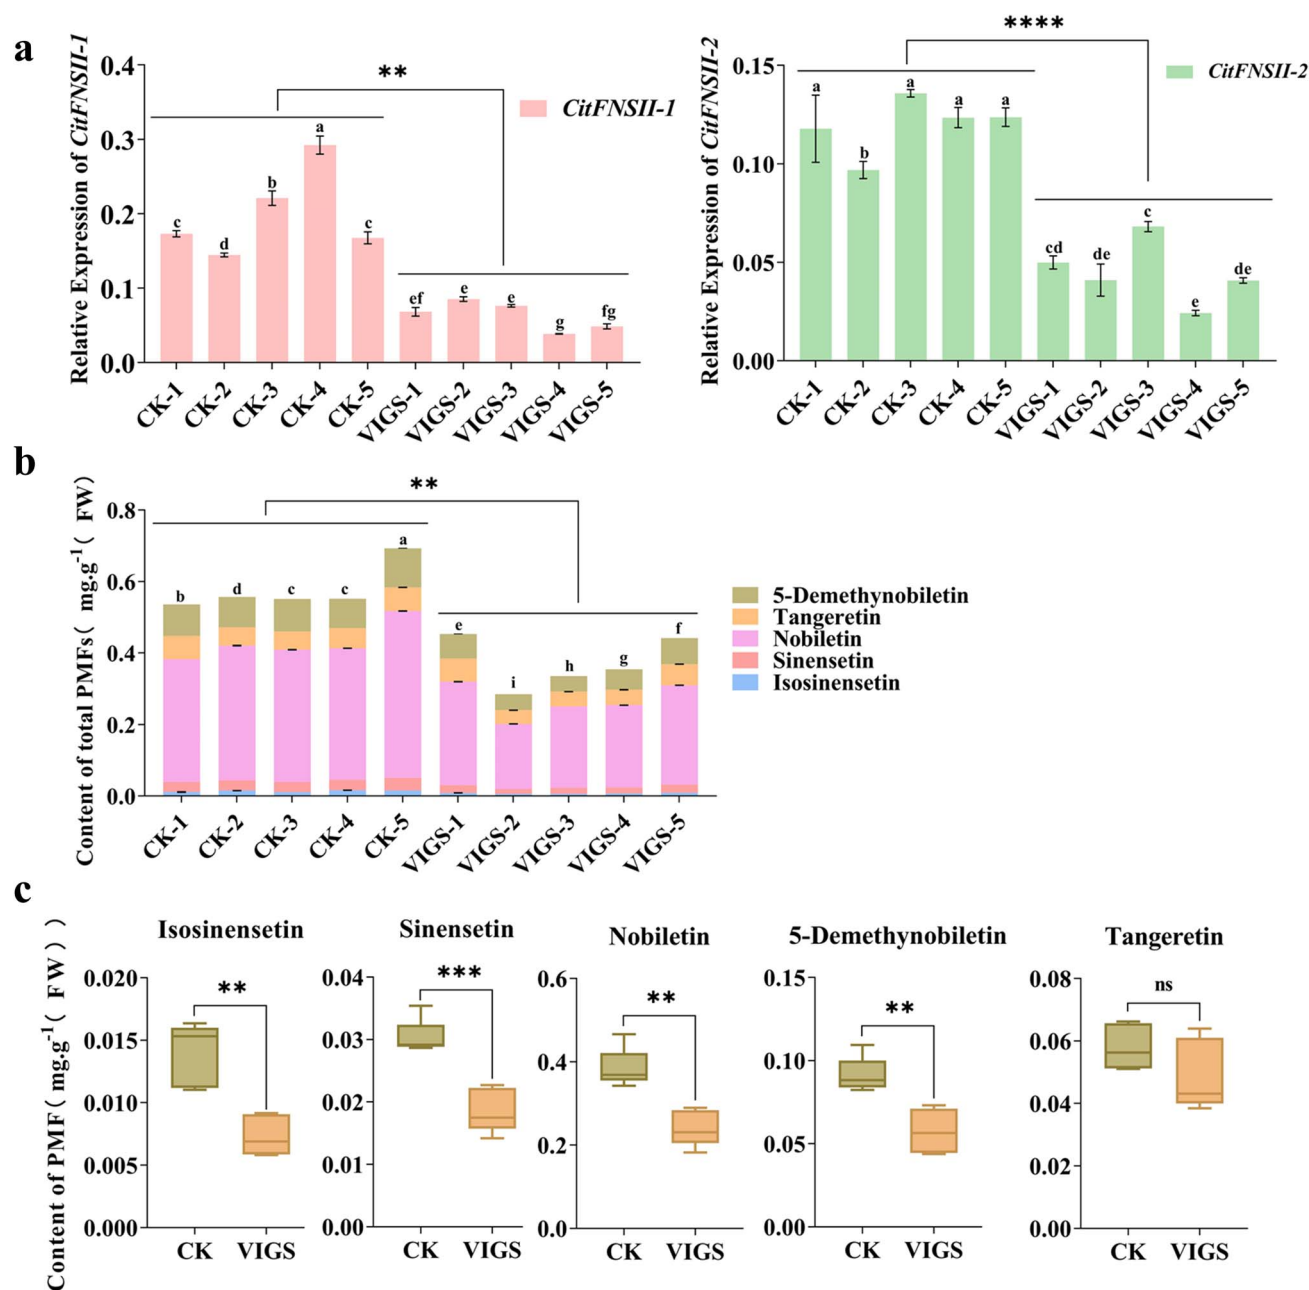 a
Relative Expression of CitFNSII-1
0.4
0.3
0.2
0.1
0.0
**
CitFNSII-1
c
d
b
a
c
ef
e
e
g
fg
CK-1
CK-2
CK-3
CK-4
CK-5
VIGS-1
VIGS-2
VIGS-3
VIGS-4
VIGS-5
Relative Expression of CitFNSII-2
0.15
0.10
0.05
0.00
****
CitFNSII-2
a
b
a
a
a
cd
de
c
e
de
CK-1
CK-2
CK-3
CK-4
CK-5
VIGS-1
VIGS-2
VIGS-3
VIGS-4
VIGS-5
b
Content of total PMFs( mg.g-1( FW)
0.8
0.6
0.4
0.2
0.0
**
b
d
c
c
a
e
i
h
g
f
CK-1
CK-2
CK-3
CK-4
CK-5
VIGS-1
VIGS-2
VIGS-3
VIGS-4
VIGS-5
5-Demethynobiletin
Tangeretin
Nobiletin
Sinensetin
Isosinensetin
c
Content of PMF( mg.g-1( FW))
Isosinensetin
0.020
0.015
0.010
0.005
0.000
**
CK
VIGS
Sinensetin
0.04
0.03
0.02
0.01
0.00
***
CK
VIGS
Nobiletin
0.6
0.4
0.2
0.0
**
CK
VIGS
5-Demethynobiletin
0.15
0.10
0.05
0.00
**
CK
VIGS
Tangeretin
0.08
0.06
0.04
0.02
0.00
ns
CK
VIGS